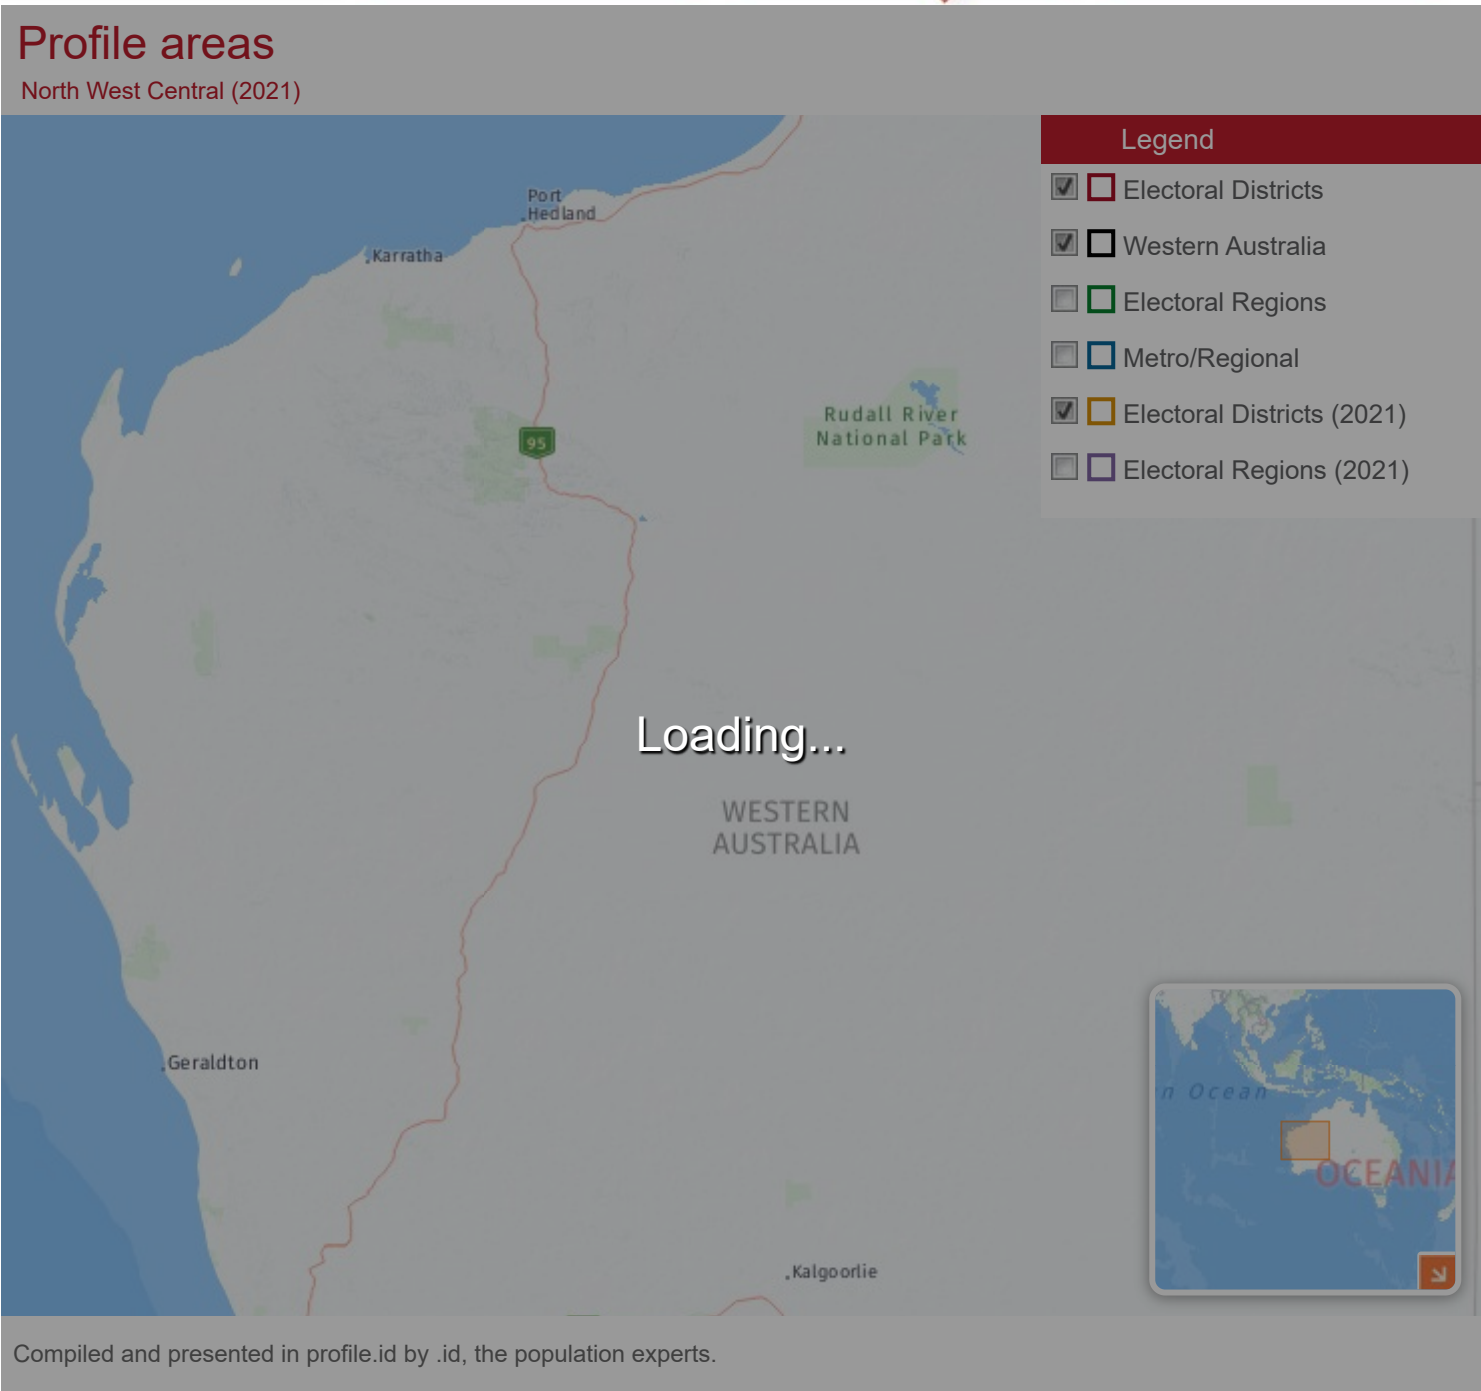 Profile areas
North West Central (2021)
Legend
Electoral Districts
Western Australia
Electoral Regions
Metro/Regional
Electoral Districts (2021)
Electoral Regions (2021)
Port
Hedland
Karratha
Rudall River
National Park
95
Loading...
WESTERN
AUSTRALIA
Geraldton
n Ocean
OCEANIA
Kalgoorlie
Compiled and presented in profile.id by .id, the population experts.